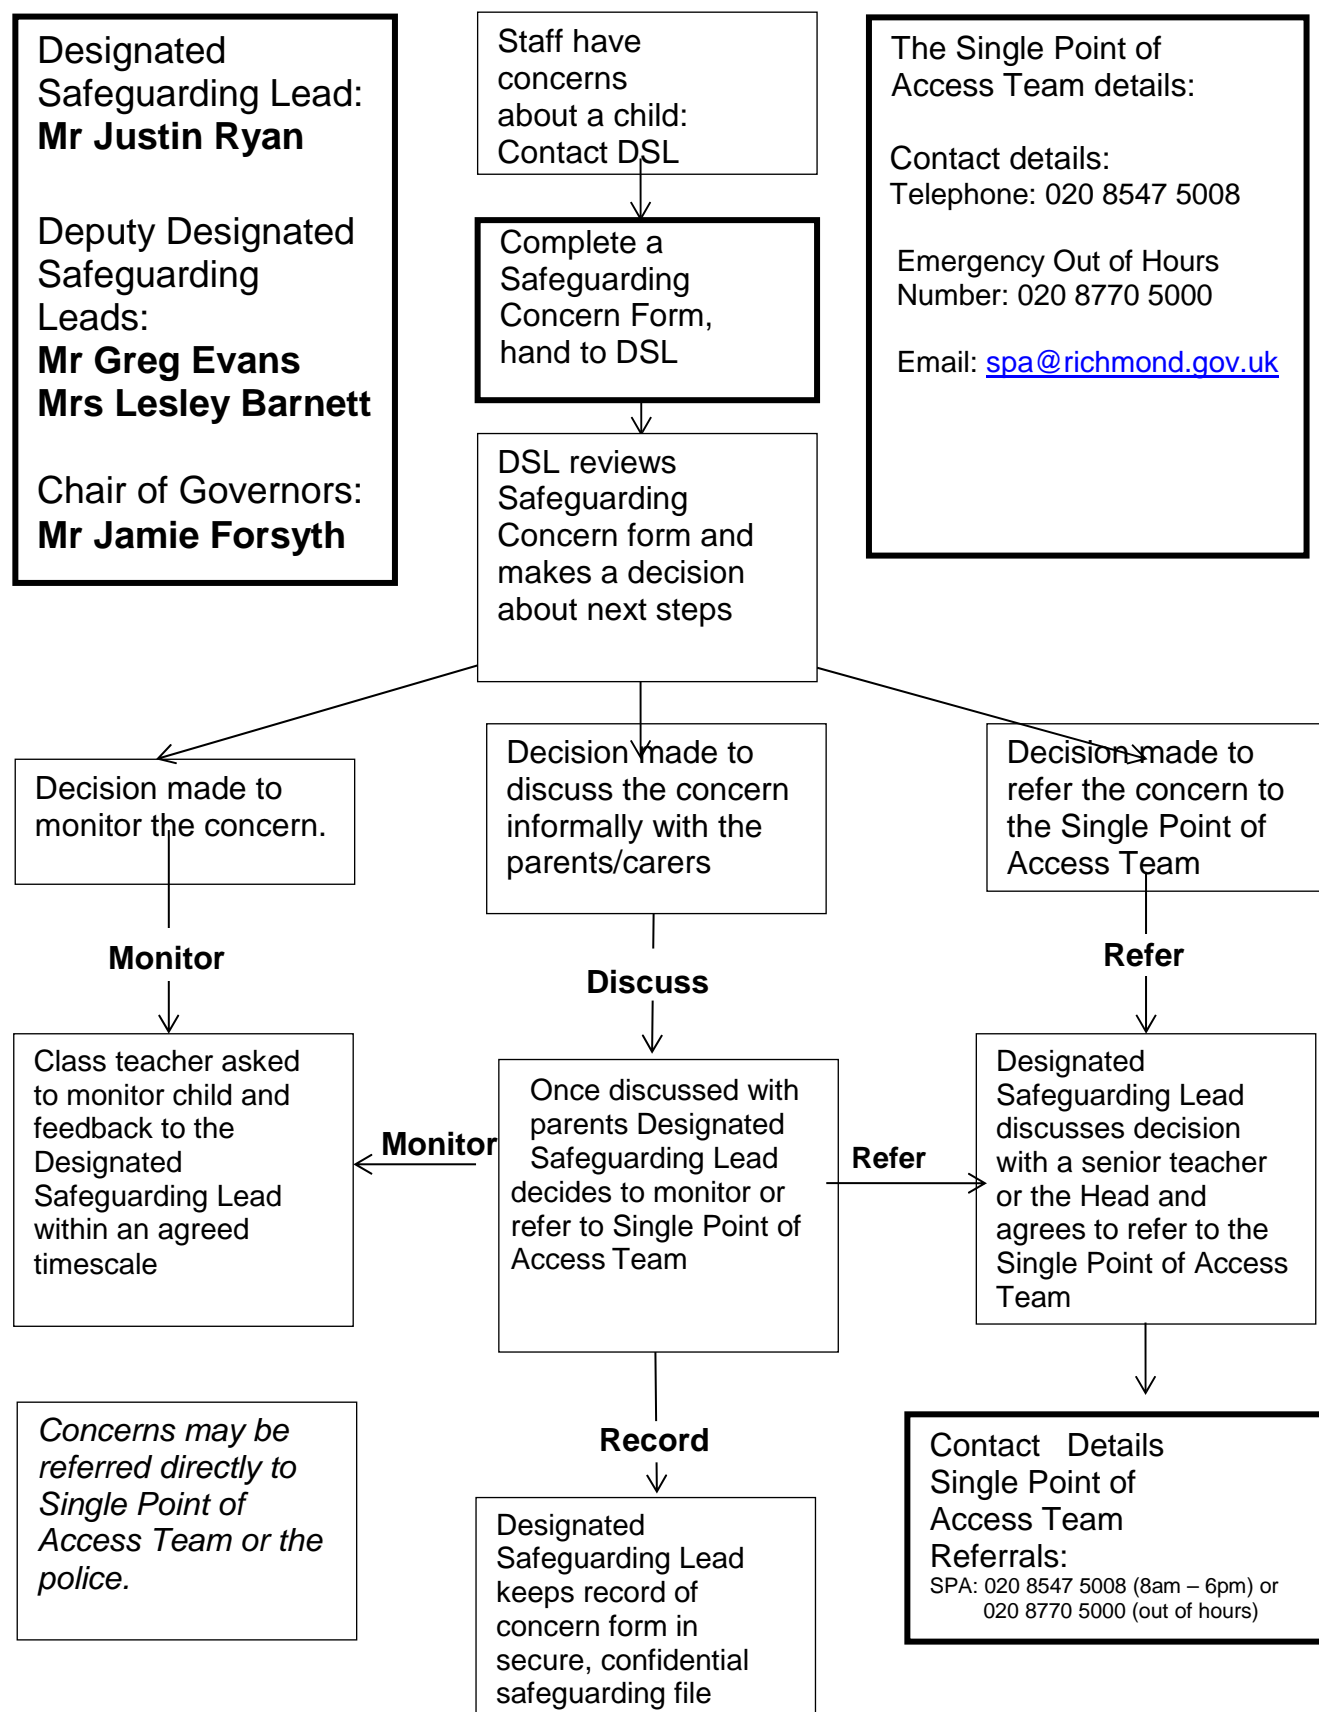 Designated
Safeguarding Lead:
Mr Justin Ryan
Deputy Designated
Safeguarding
Leads:
Mr Greg Evans
Mrs Lesley Barnett
Chair of Governors:
Mr Jamie Forsyth
Staff have
concerns
about a child:
Contact DSL
The Single Point of
Access Team details:
Contact details:
Telephone: 020 8547 5008
Emergency Out of Hours
Number: 020 8770 5000
Email: spa@richmond.gov.uk
Complete a
Safeguarding
Concern Form,
hand to DSL
DSL reviews
Safeguarding
Concern form and
makes a decision
about next steps
Decision made to
monitor the concern.
Decision made to
discuss the concern
informally with the
parents/carers
Decision made to
refer the concern to
the Single Point of
Access Team
Monitor
Discuss
Refer
Class teacher asked
to monitor child and
feedback to the
Designated
Safeguarding Lead
within an agreed
timescale
Monitor
Once discussed with
parents Designated
Safeguarding Lead
decides to monitor or
refer to Single Point of
Access Team
Refer
Designated
Safeguarding Lead
discusses decision
with a senior teacher
or the Head and
agrees to refer to the
Single Point of Access
Team
Concerns may be
referred directly to
Single Point of
Access Team or the
police.
Record
Designated
Safeguarding Lead
keeps record of
concern form in
secure, confidential
safeguarding file
Contact Details
Single Point of
Access Team
Referrals:
SPA: 020 8547 5008 (8am – 6pm) or
020 8770 5000 (out of hours)